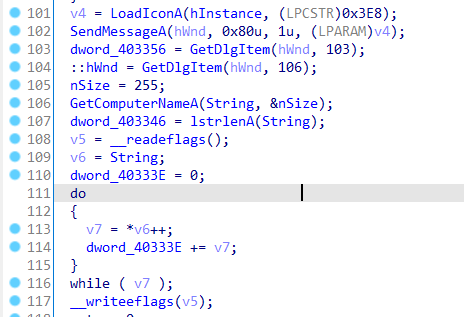 101 v4 = LoadIconA(hInstance, (LPCSTR)0x3E8);
102 SendMessageA(hWnd, 0x80u, 1u, (LPARAM)v4);
103 dword_403356 = GetDlgItem(hWnd, 103);
104 ::hWnd = GetDlgItem(hWnd, 106);
105 nSize = 255;
106 GetComputerNameA(String, &nSize);
107 dword_403346 = lstrlenA(String);
108 v5 = __readeflags();
109 v6 = String;
110 dword_40333E = 0;
111 do
112 {
113 v7 = *v6++;
114 dword_40333E += v7;
115 }
116 while ( v7 );
117 __writeeflags(v5);